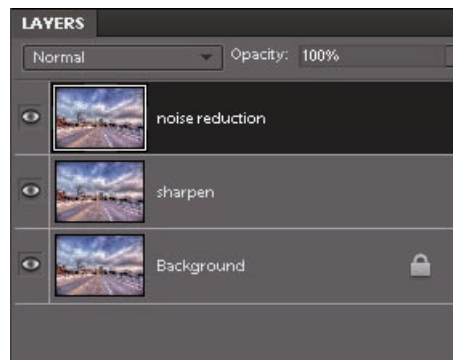 LAYERS
Normal Opacity: 100%
noise reduction
sharpen
Background